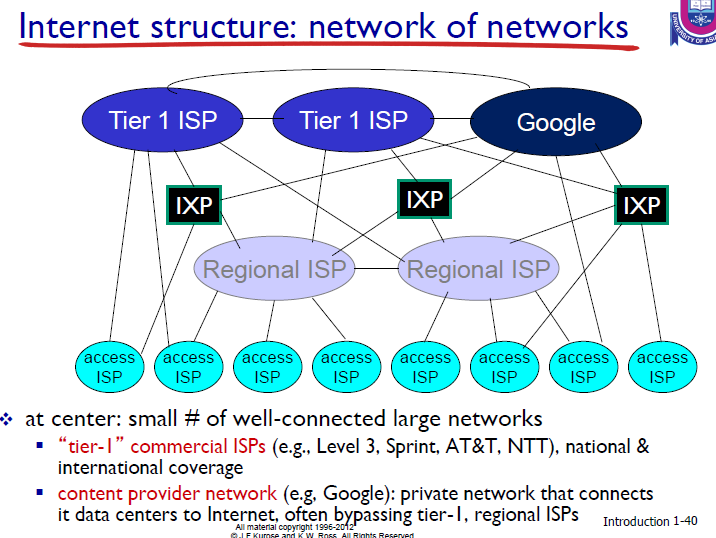 Internet structure: network of networks
UNIVERSITY OF
Tier 1 ISP
Tier 1 ISP
Google
IXP
IXP
IXP
Regional ISP
Regional ISP
access
ISP
access
ISP
access
ISP
access
ISP
access
ISP
access
ISP
access
ISP
access
ISP
❖ at center: small # of well-connected large networks
▪ “tier-1” commercial ISPs (e.g., Level 3, Sprint, AT&T, NTT), national &
international coverage
▪ content provider network (e.g, Google): private network that connects
it data centers to Internet, often bypassing tier-1, regional ISPs
All material copyright 1996-2012
© J.F Kurose and K.W. Ross, All Rights Reserved
Introduction 1-40